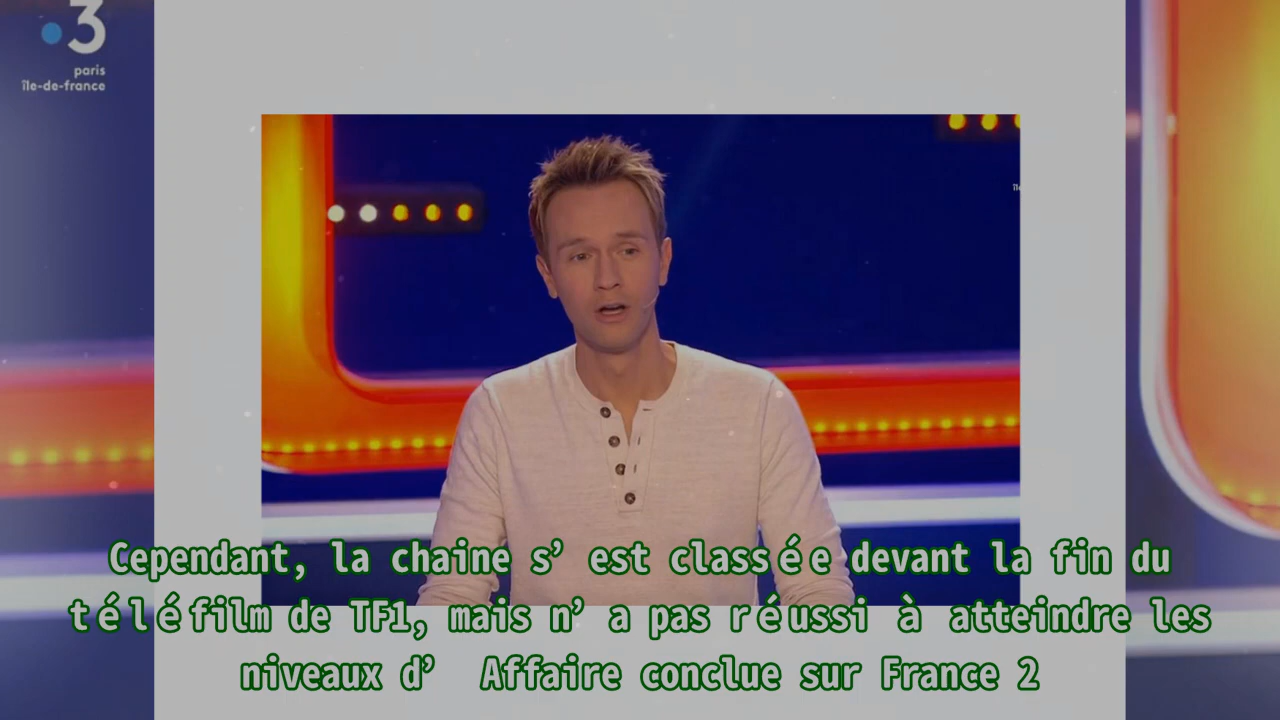 3
paris
île-de-france
Cependant, la chaine s’ est classée devant la fin du
téléfilm de TF1, mais n’ a pas réussi à atteindre les
niveaux d’ Affaire conclue sur France 2